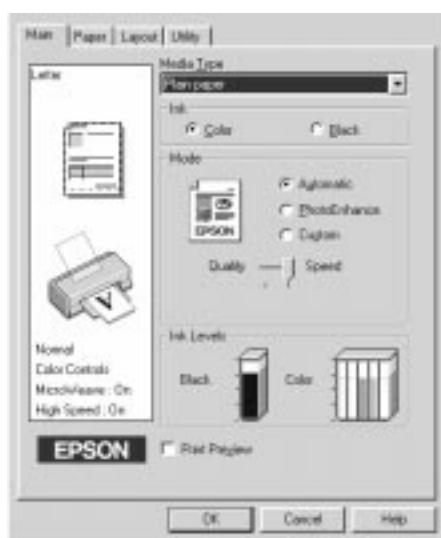 Main Paper Layout Utility
Letter
Media Type
Plain paper
Ink
Color Black
Mode
EPSON
Automatic
PhotoEnhance
Custom
Quality Speed
Normal
Color Controls
MicroWeave : On
High Speed : On
Ink Levels
Black Color
EPSON
Print Preview
OK Cancel Help